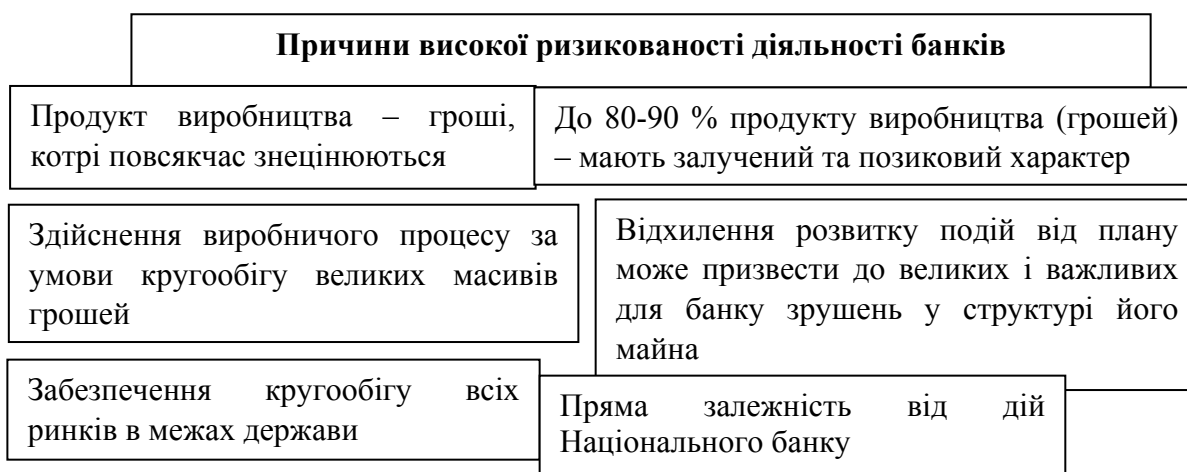 Причини високої ризикованості діяльності банків
Продукт виробництва – гроші,
котрі повсякчас знецінюються
До 80-90 % продукту виробництва (грошей)
– мають залучений та позиковий характер
Здійснення виробничого процесу за
умови кругообігу великих масивів
грошей
Відхилення розвитку подій від плану
може призвести до великих і важливих
для банку зрушень у структурі його
майна
Забезпечення кругообігу всіх
ринків в межах держави
Пряма залежність від дій
Національного банку